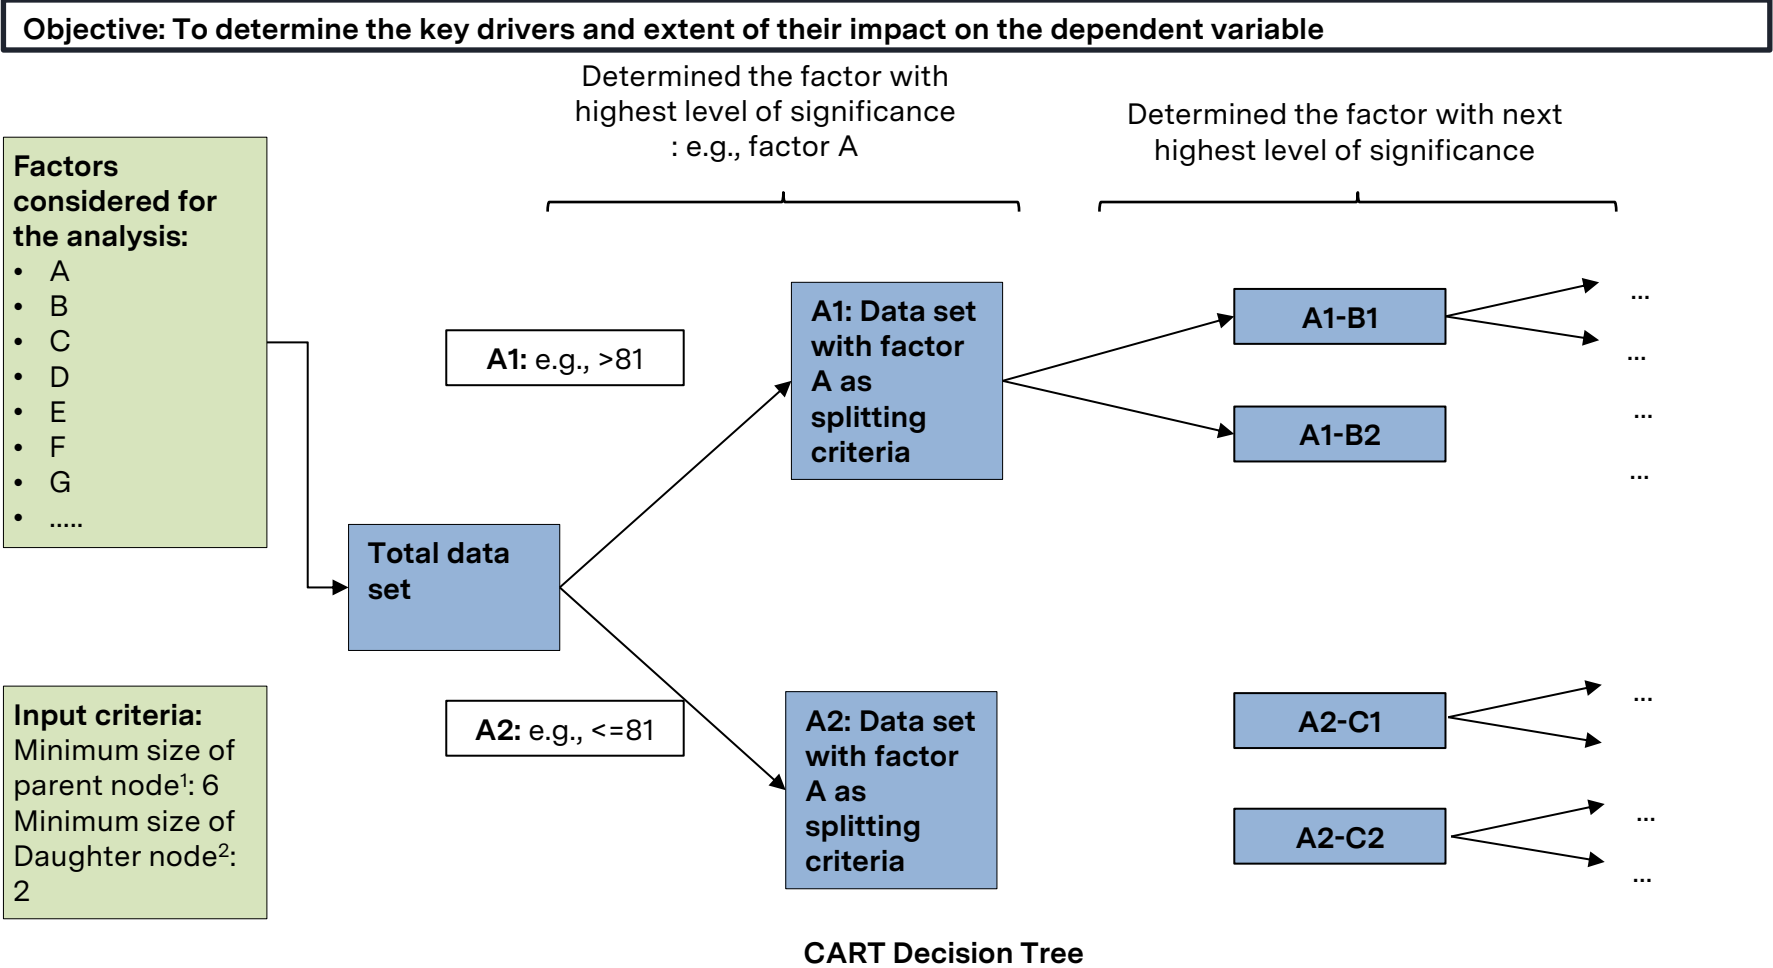 Objective: To determine the key drivers and extent of their impact on the dependent variable
Determined the factor with
highest level of significance
: e.g., factor A
Determined the factor with next
highest level of significance
Factors
considered for
the analysis:
• A
• B
• C
• D
• E
• F
• G
• .....
A1: e.g., >81
A1: Data set
with factor
A as
splitting
criteria
A1-B1
...
...
A1-B2
...
...
Total data
set
Input criteria:
Minimum size of
parent node¹: 6
Minimum size of
Daughter node²:
2
A2: e.g., <=81
A2: Data set
with factor
A as
splitting
criteria
A2-C1
...
A2-C2
...
...
CART Decision Tree